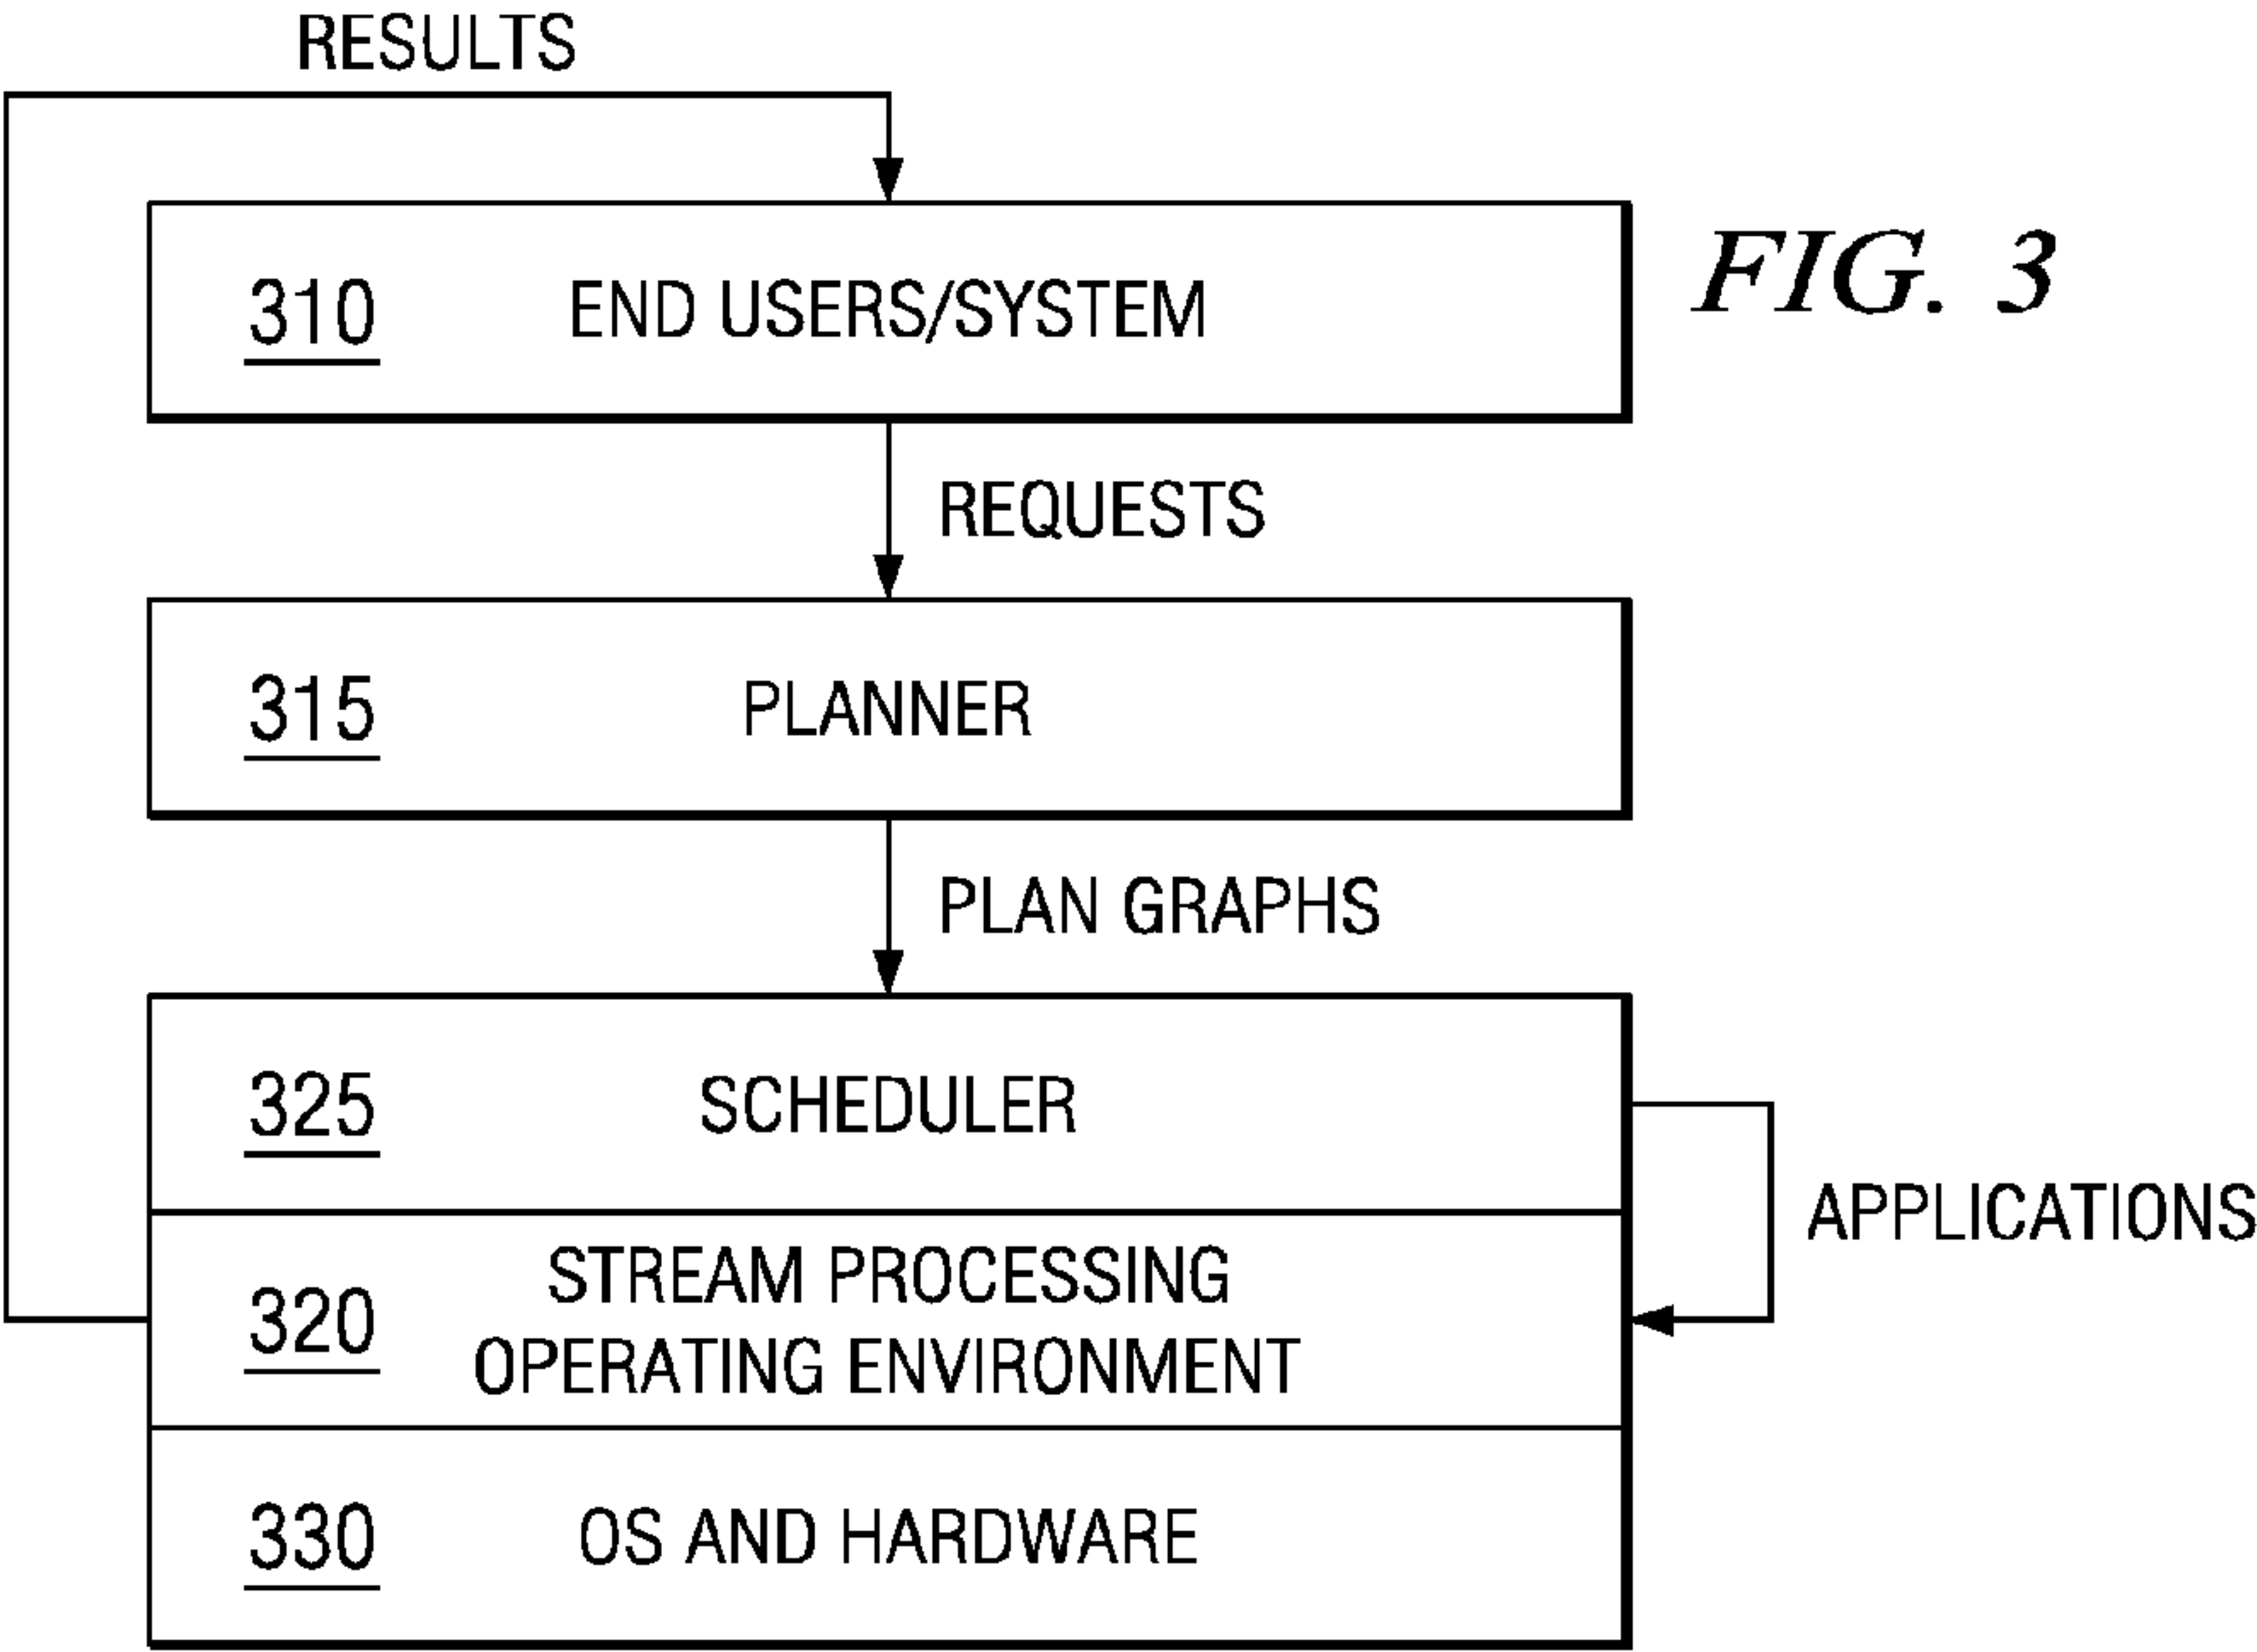 RESULTS
FIG. 3
310 END USERS/SYSTEM
REQUESTS
315 PLANNER
PLAN GRAPHS
325 SCHEDULER
APPLICATIONS
320 STREAM PROCESSING
OPERATING ENVIRONMENT
330 OS AND HARDWARE